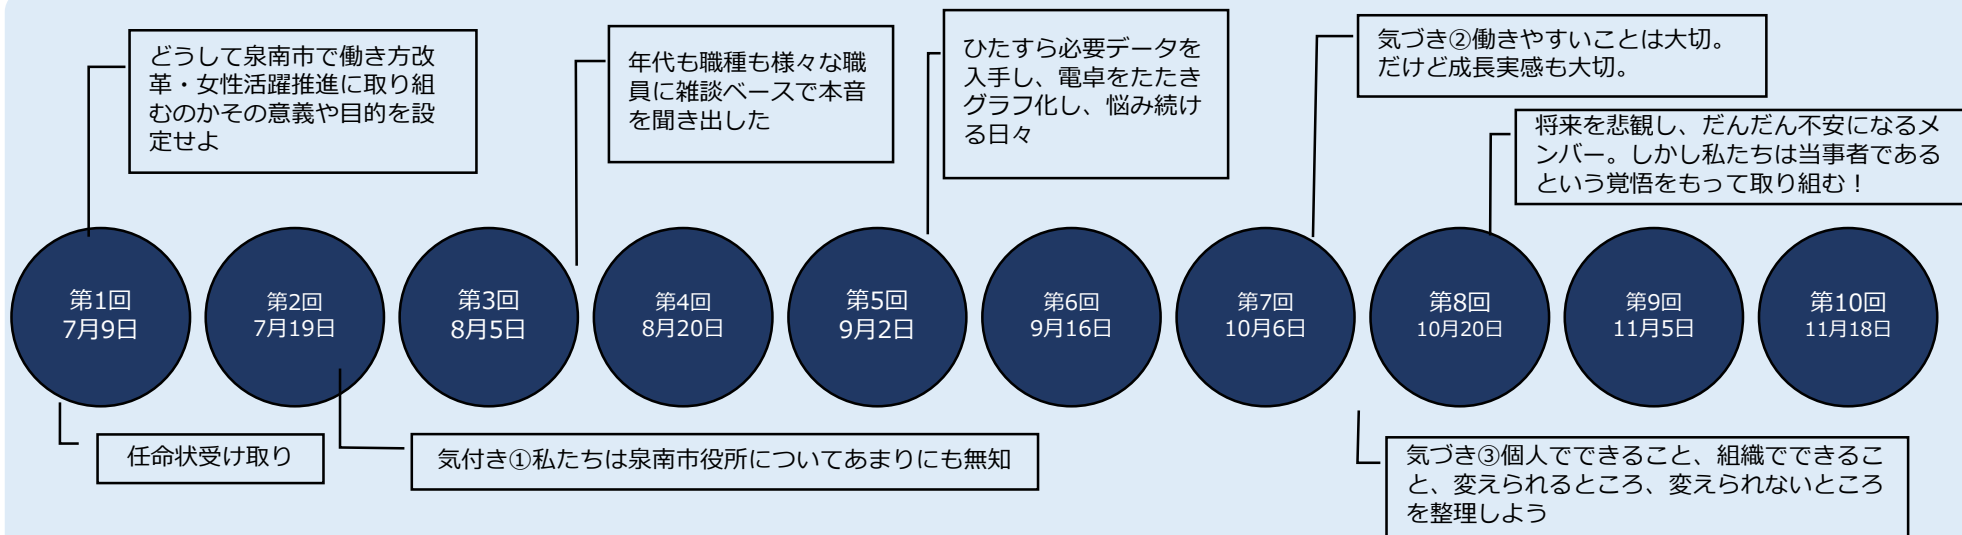 どうして泉南市で働き方改
革・女性活躍推進に取り組
むのかその意義や目的を設
定せよ
年代も職種も様々な職
員に雑談ベースで本音
を聞き出した
ひたすら必要データを
入手し、電卓をたたき
グラフ化し、悩み続け
る日々
気づき②働きやすいことは大切。
だけど成長実感も大切。
将来を悲観し、だんだん不安になるメ
ンバー。しかし私たちは当事者である
という覚悟をもって取り組む！
第1回
7月9日
第2回
7月19日
第3回
8月5日
第4回
8月20日
第5回
9月2日
第6回
9月16日
第7回
10月6日
第8回
10月20日
第9回
11月5日
第10回
11月18日
任命状受け取り
気付き①私たちは泉南市役所についてあまりにも無知
気づき③個人でできること、組織でできるこ
と、変えられるところ、変えられないところ
を整理しよう